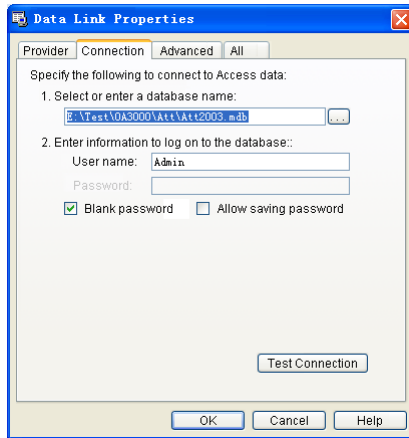 Data Link Properties
Provider Connection Advanced All
Specify the following to connect to Access data:
1. Select or enter a database name:
E:\Test\OA3000\Att\Att2003.mdb ...
2. Enter information to log on to the database::
User name: Admin
Password:
Blank password Allow saving password
Test Connection
OK Cancel Help